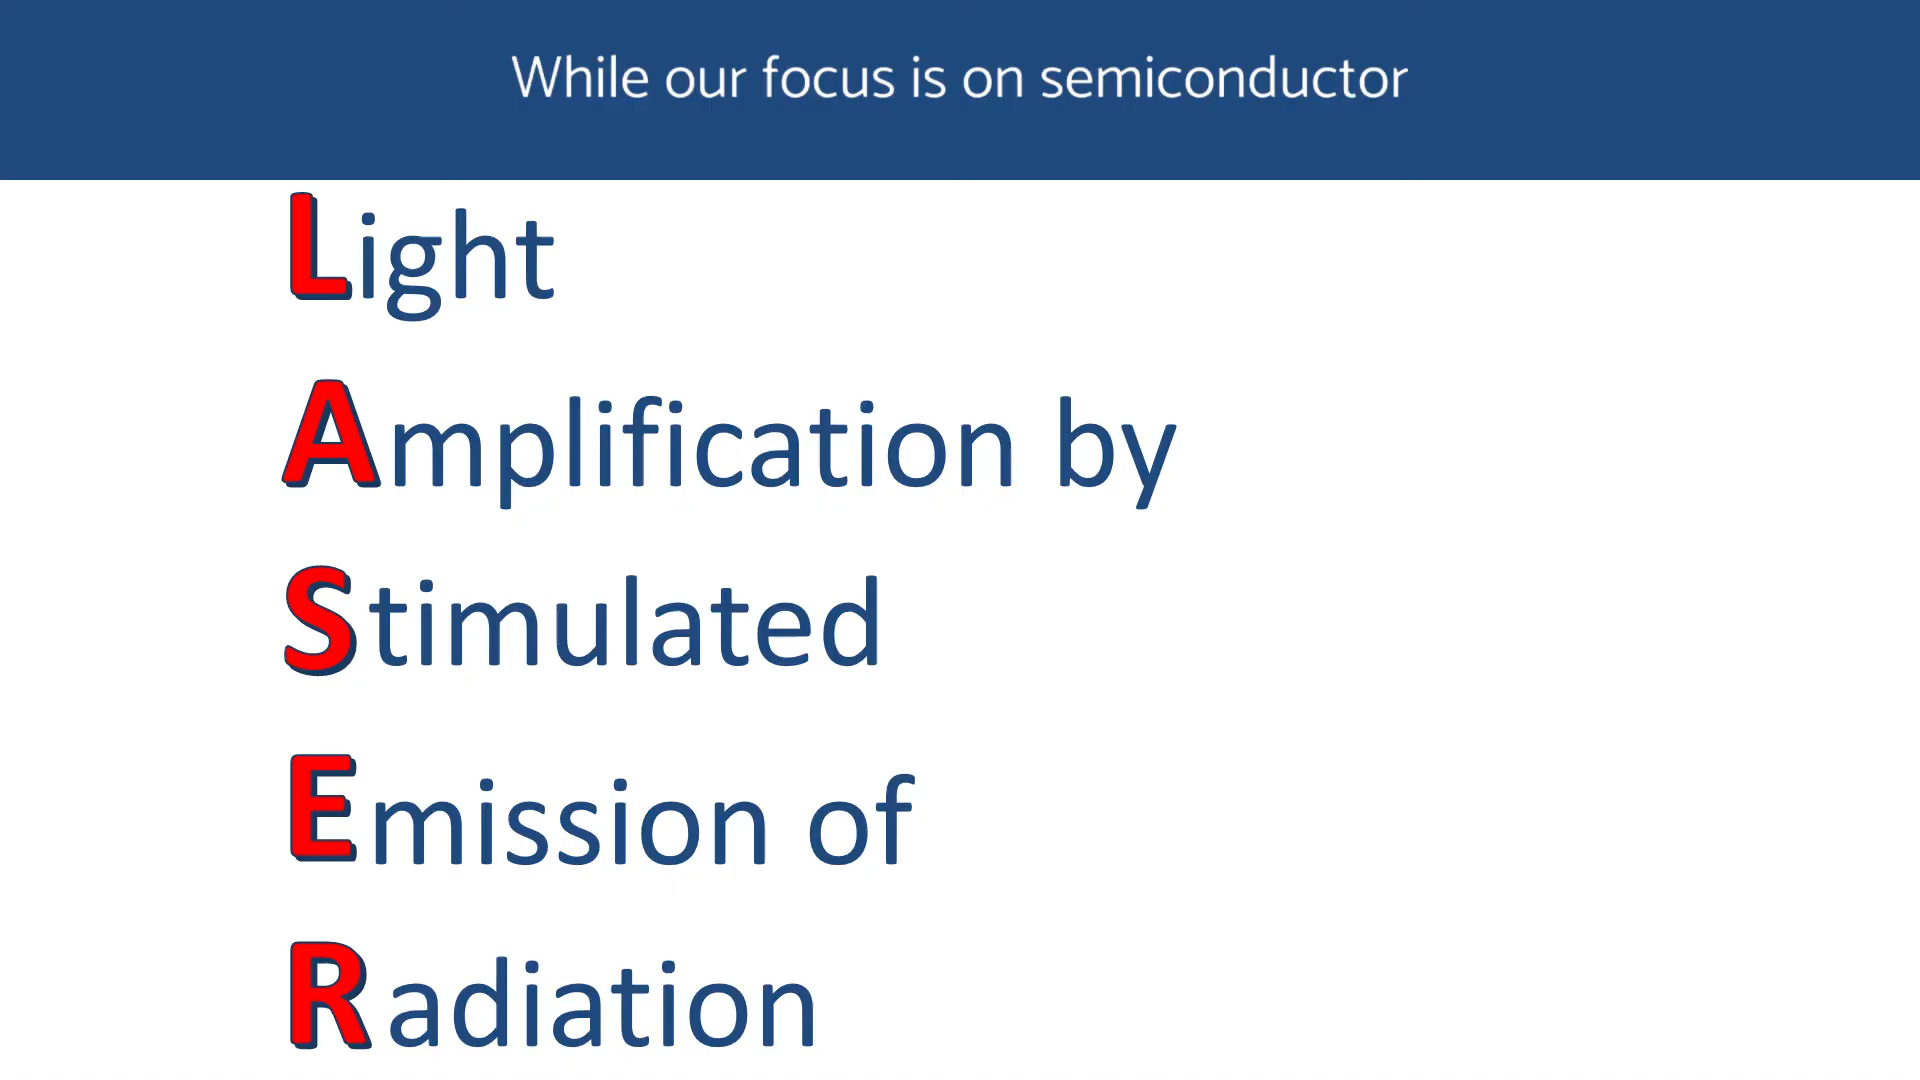 While our focus is on semiconductor
Light
Amplification by
Stimulated
Emission of
Radiation